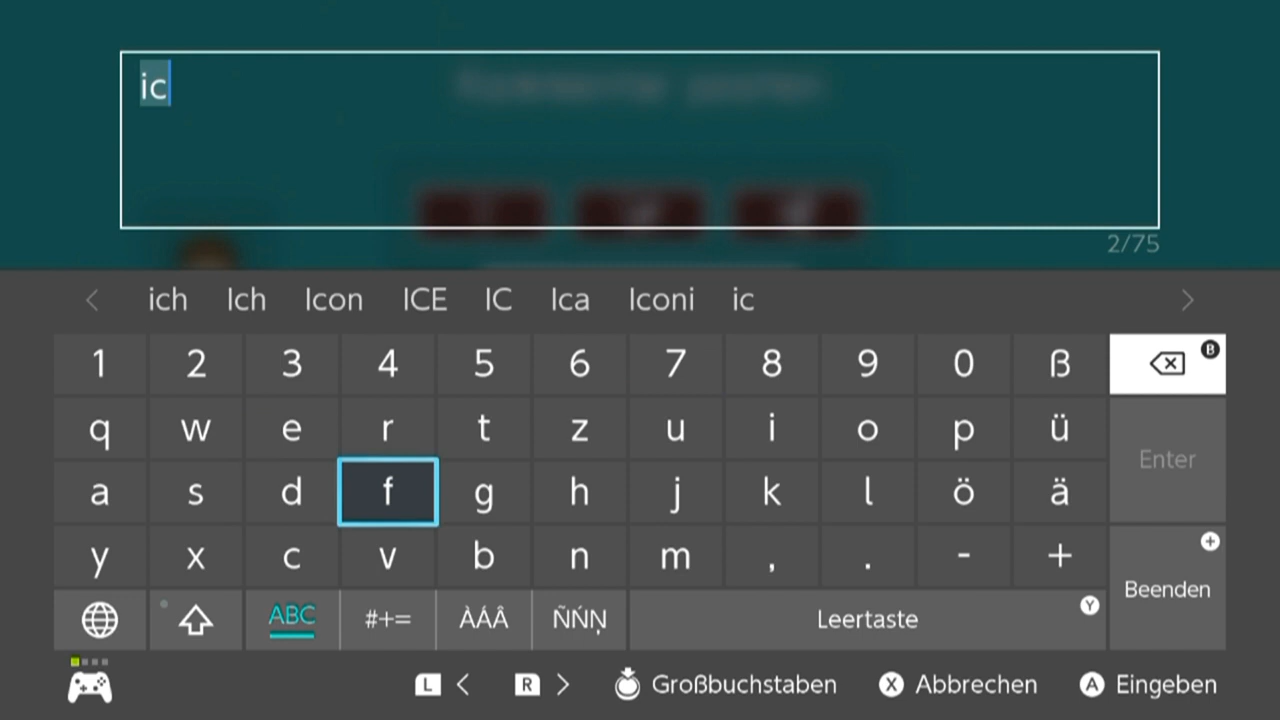 ic
2/75
ich Ich Icon ICE IC Ica Iconi ic
1 2 3 4 5 6 7 8 9 0 ß B
q w e r t z u i o p ü
Enter
a s d f g h j k l ö ä
y x c v b n m , . - +
Beenden
ABC #+= ÀÁÂ ÑŃŅ Leertaste Y
L < R > Großbuchstaben X Abbrechen A Eingeben